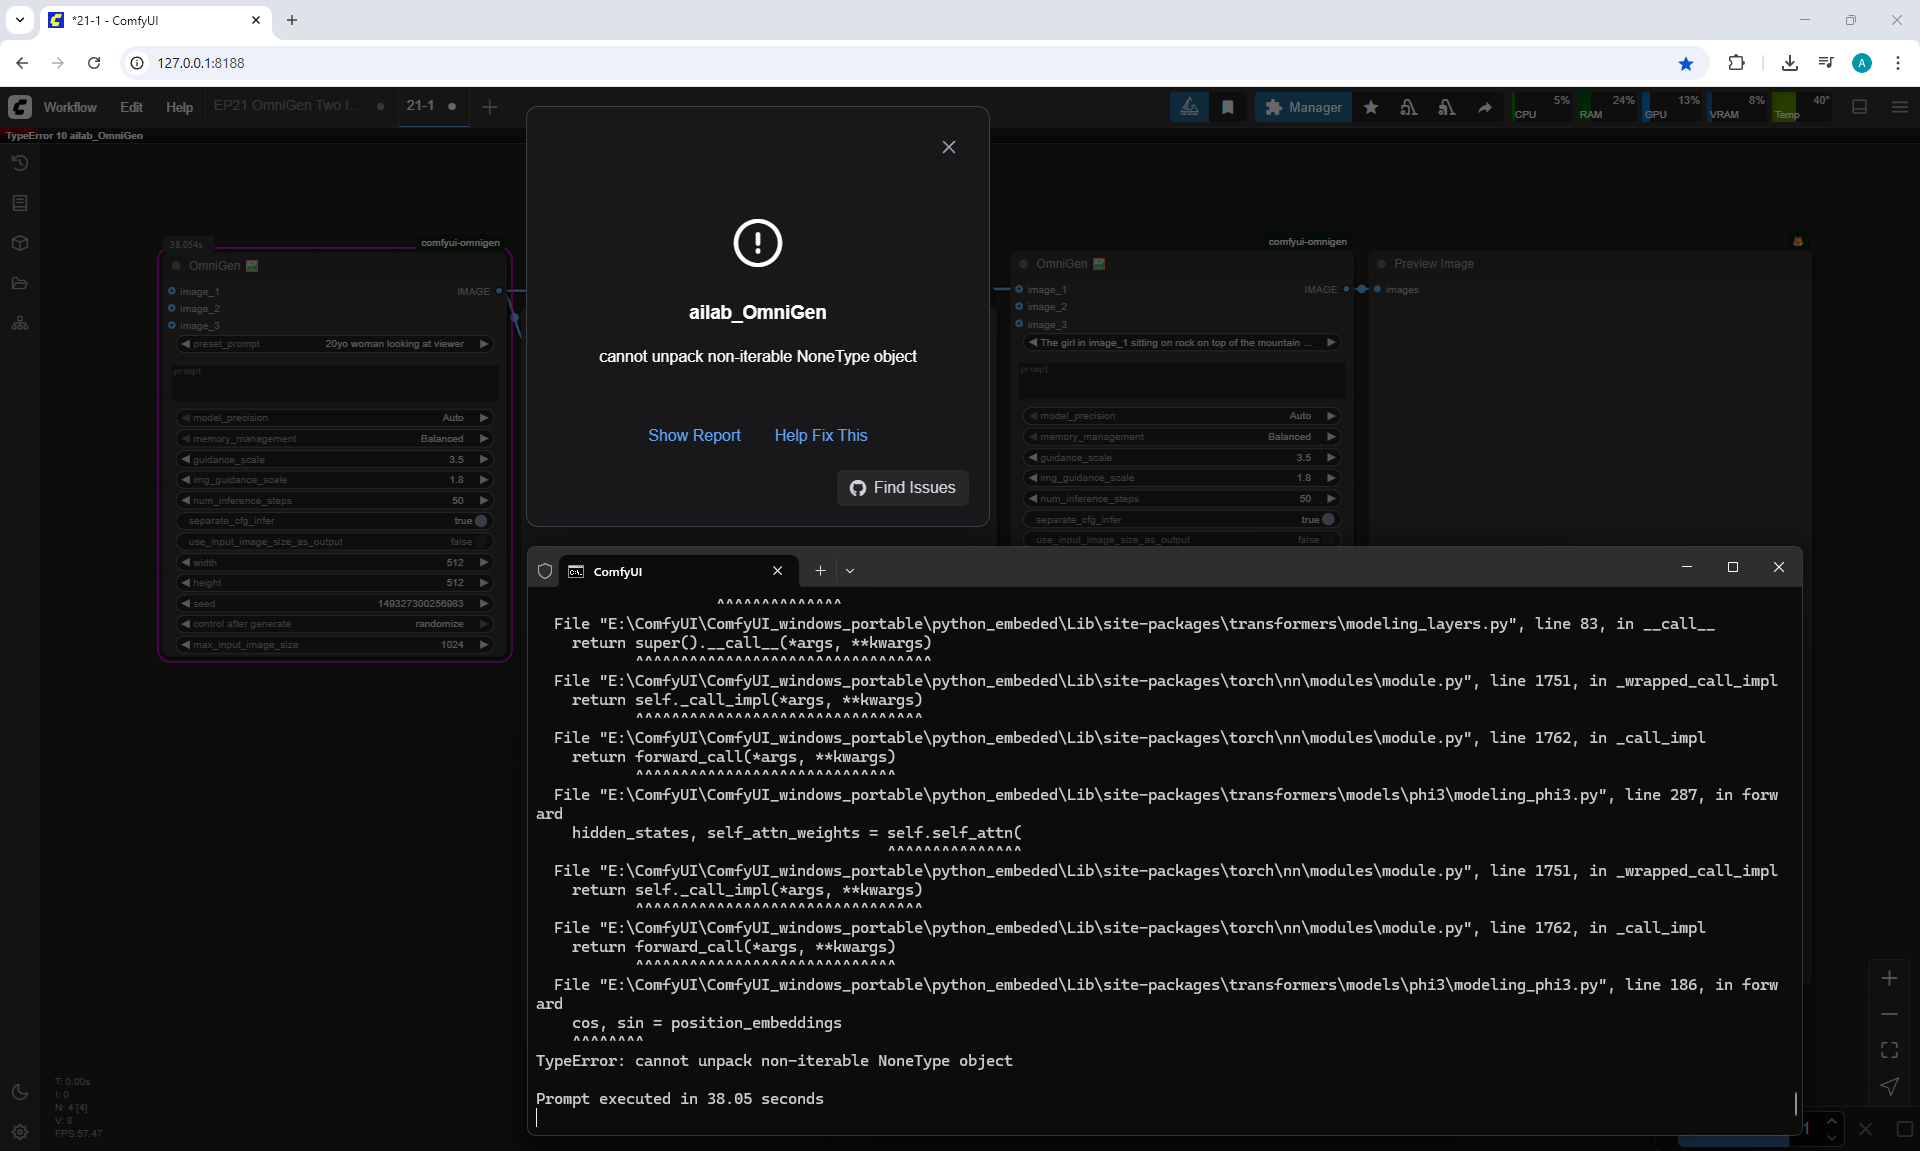 *21-1 - ComfyUI
127.0.0.1:8188
Workflow Edit Help EP21 OmniGen Two I... 21-1
Manager
5% CPU 24% RAM 13% GPU 8% VRAM 40° Temp
TypeError 10 ailab_OmniGen
38.054s
comfyui-omnigen
OmniGen
image_1 IMAGE
image_2
image_3
preset_prompt 20yo woman looking at viewer
prompt
model_precision Auto
memory_management Balanced
guidance_scale 3.5
img_guidance_scale 1.8
num_inference_steps 50
separate_cfg_infer true
use_input_image_size_as_output false
width 512
height 512
seed 149327300256983
control after generate randomize
max_input_image_size 1024
ailab_OmniGen
cannot unpack non-iterable NoneType object
Show Report Help Fix This
Find Issues
comfyui-omnigen
OmniGen
image_1 IMAGE
image_2
image_3
The girl in image_1 sitting on rock on top of the mountain ...
prompt
model_precision Auto
memory_management Balanced
guidance_scale 3.5
img_guidance_scale 1.8
num_inference_steps 50
separate_cfg_infer true
use_input_image_size_as_output false
Preview Image
images
ComfyUI
^^^^^^^^^^^^^^
File "E:\ComfyUI\ComfyUI_windows_portable\python_embeded\Lib\site-packages\transformers\modeling_layers.py", line 83, in __call__
return super().__call__(*args, **kwargs)
^^^^^^^^^^^^^^^^^^^^^^^^^^^^^^^^^
File "E:\ComfyUI\ComfyUI_windows_portable\python_embeded\Lib\site-packages\torch\nn\modules\module.py", line 1751, in _wrapped_call_impl
return self._call_impl(*args, **kwargs)
^^^^^^^^^^^^^^^^^^^^^^^^^^^^^^^^
File "E:\ComfyUI\ComfyUI_windows_portable\python_embeded\Lib\site-packages\torch\nn\modules\module.py", line 1762, in _call_impl
return forward_call(*args, **kwargs)
^^^^^^^^^^^^^^^^^^^^^^^^^^^^^
File "E:\ComfyUI\ComfyUI_windows_portable\python_embeded\Lib\site-packages\transformers\models\phi3\modeling_phi3.py", line 287, in forw
ard
hidden_states, self_attn_weights = self.self_attn(
^^^^^^^^^^^^^^^
File "E:\ComfyUI\ComfyUI_windows_portable\python_embeded\Lib\site-packages\torch\nn\modules\module.py", line 1751, in _wrapped_call_impl
return self._call_impl(*args, **kwargs)
^^^^^^^^^^^^^^^^^^^^^^^^^^^^^^^^
File "E:\ComfyUI\ComfyUI_windows_portable\python_embeded\Lib\site-packages\torch\nn\modules\module.py", line 1762, in _call_impl
return forward_call(*args, **kwargs)
^^^^^^^^^^^^^^^^^^^^^^^^^^^^^
File "E:\ComfyUI\ComfyUI_windows_portable\python_embeded\Lib\site-packages\transformers\models\phi3\modeling_phi3.py", line 186, in forw
ard
cos, sin = position_embeddings
^^^^^^^^
TypeError: cannot unpack non-iterable NoneType object
Prompt executed in 38.05 seconds
T: 0.00s
I: 0
N: 4 [4]
V: 8
FPS:57.47
1